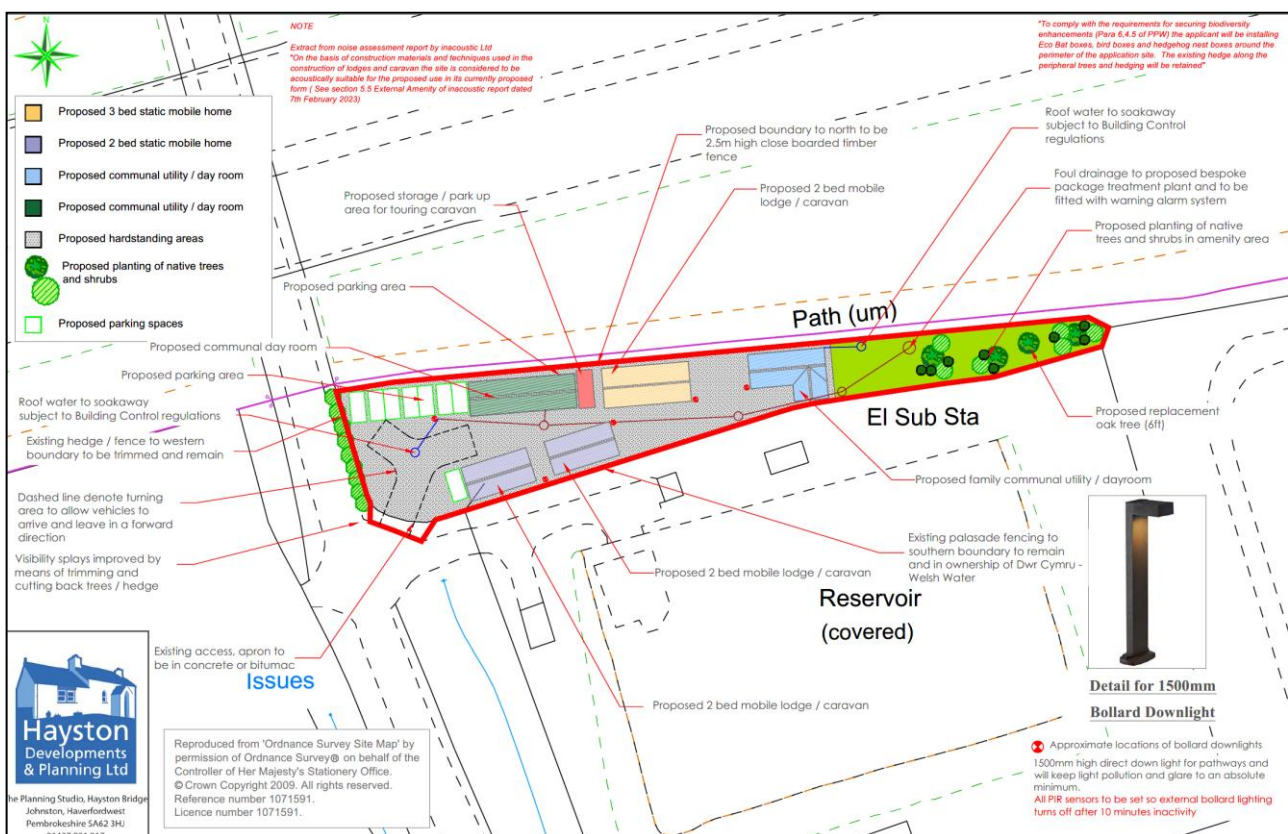 N
NOTE
Extract from noise assessment report by inacoustic Ltd
"On the basis of construction materials and techniques used in the
construction of lodges and caravan the site is considered to be
acoustically suitable for the proposed use in its currently proposed
form ( See section 5.5 External Amenity of inacoustic report dated
7th February 2023)
"To comply with the requirements for securing biodiversity
enhancements (Para 6.4.5 of PPW) the applicant will be installing
Eco Bat boxes, bird boxes and hedgehog nest boxes around the
perimeter of the application site. The existing hedge along the
peripheral trees and hedging will be retained"
Proposed 3 bed static mobile home
Proposed 2 bed static mobile home
Proposed communal utility / day room
Proposed communal utility / day room
Proposed hardstanding areas
Proposed planting of native trees
and shrubs
Proposed parking spaces
Proposed boundary to north to be
2.5m high close boarded timber
fence
Roof water to soakaway
subject to Building Control
regulations
Proposed storage / park up
area for touring caravan
Proposed 2 bed mobile
lodge / caravan
Foul drainage to proposed bespoke
package treatment plant and to be
fitted with warning alarm system
Proposed planting of native
trees and shrubs in amenity area
Proposed parking area
Path (um)
Proposed communal day room
Proposed parking area
Roof water to soakaway
subject to Building Control regulations
Existing hedge / fence to western
boundary to be trimmed and remain
El Sub Sta
Proposed replacement
oak tree (6ft)
Dashed line denote turning
area to allow vehicles to
arrive and leave in a forward
direction
Proposed family communal utility / dayroom
Visibility splays improved by
means of trimming and
cutting back trees / hedge
Existing palasade fencing to
southern boundary to remain
and in ownership of Dwr Cymru -
Welsh Water
Proposed 2 bed mobile lodge / caravan
Reservoir
(covered)
Existing access, apron to
be in concrete or bitumac
Issues
Proposed 2 bed mobile lodge / caravan
Detail for 1500mm
Bollard Downlight
Hayston
Developments
& Planning Ltd
he Planning Studio, Hayston Bridge
Johnston, Haverfordwest
Pembrokeshire SA62 3HJ
Reproduced from 'Ordnance Survey Site Map' by
permission of Ordnance Survey® on behalf of the
Controller of Her Majesty's Stationery Office.
© Crown Copyright 2009. All rights reserved.
Reference number 1071591.
Licence number 1071591.
Approximate locations of bollard downlights
1500mm high direct down light for pathways and
will keep light pollution and glare to an absolute
minimum.
All PIR sensors to be set so external bollard lighting
turns off after 10 minutes inactivity